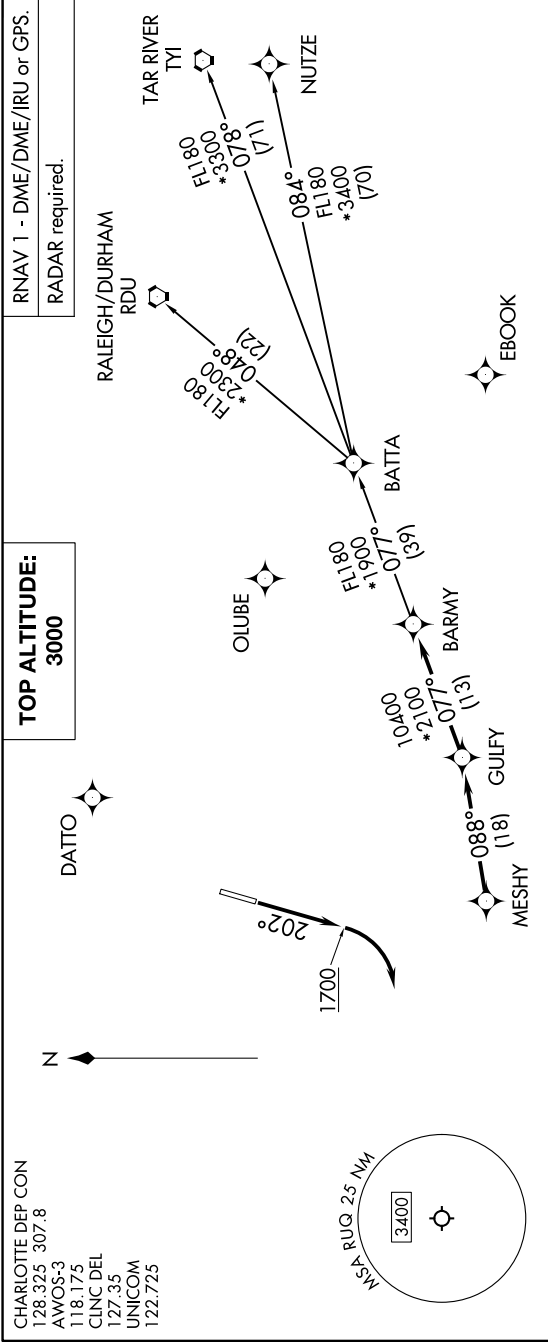 CHARLOTTE DEP CON
128.325 307.8
AWOS-3
118.175
CLNC DEL
127.35
UNICOM
122.725
TOP ALTITUDE:
3000
RNAV 1 - DME/DME/IRU or GPS.
RADAR required.
N
DATTO
OLUBE
RALEIGH/DURHAM
RDU
TAR RIVER
TYI
NUTZE
FL180
*2300
048°
(22)
FL180
*3300
078°
(71)
084°
FL180
*3400
(70)
202°
1700
FL180
*1900
077°
(39)
BATTA
EBOOK
10400
*2100
077°
(13)
BARMY
GULFY
088°
(18)
MESHY
MSA RUQ 25 NM
3400